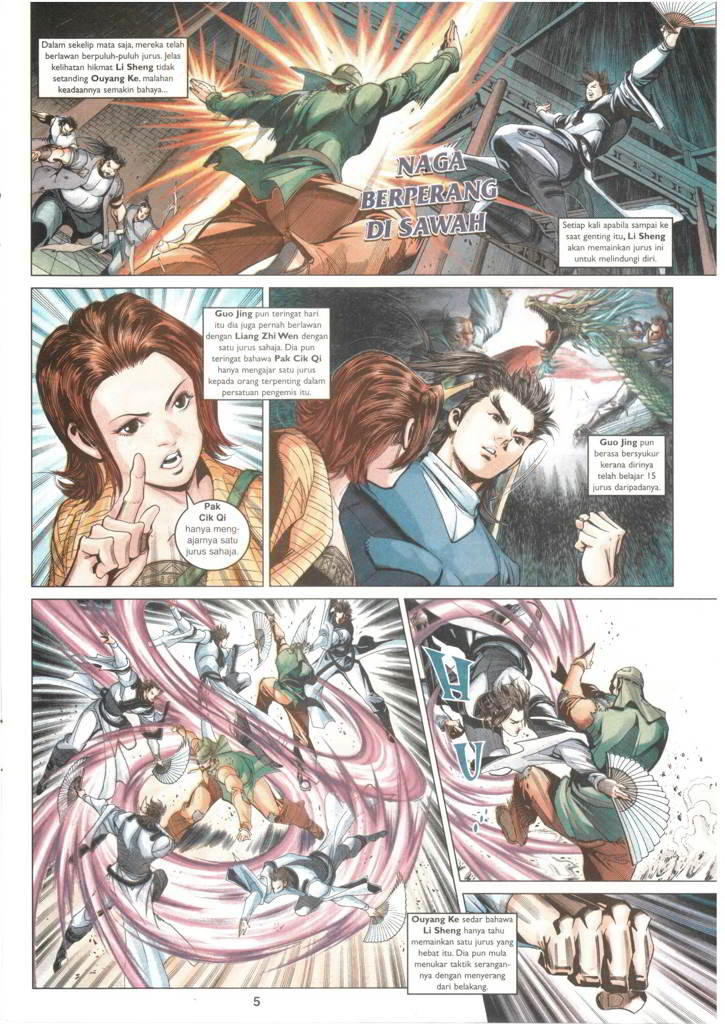 Dalam sekelip mata saja, mereka telah
berlawan berpuluh-puluh jurus. Jelas
kelihatan hikmat Li Sheng tidak
setanding Ouyang Ke, malahan
keadaannya semakin bahaya...
NAGA
BERPERANG
DI SAWAH
Setiap kali apabila sampai ke
saat genting itu, Li Sheng
akan memainkan jurus ini
untuk melindungi diri.
Guo Jing pun teringat hari
itu dia juga pernah berlawan
dengan Liang Zhi Wen dengan
satu jurus sahaja. Dia pun
teringat bahawa Pak Cik Qi
hanya mengajar satu jurus
kepada orang terpenting dalam
persatuan pengemis itu.
Pak
Cik Qi
hanya meng-
ajarnya satu
jurus sahaja.
Guo Jing pun
berasa bersyukur
kerana dirinya
telah belajar 15
jurus daripadanya.
HU
Ouyang Ke sedar bahawa
Li Sheng hanya tahu
memainkan satu jurus yang
hebat itu. Dia pun mula
menukar taktik serangan-
nya dengan menyerang
dari belakang.
5